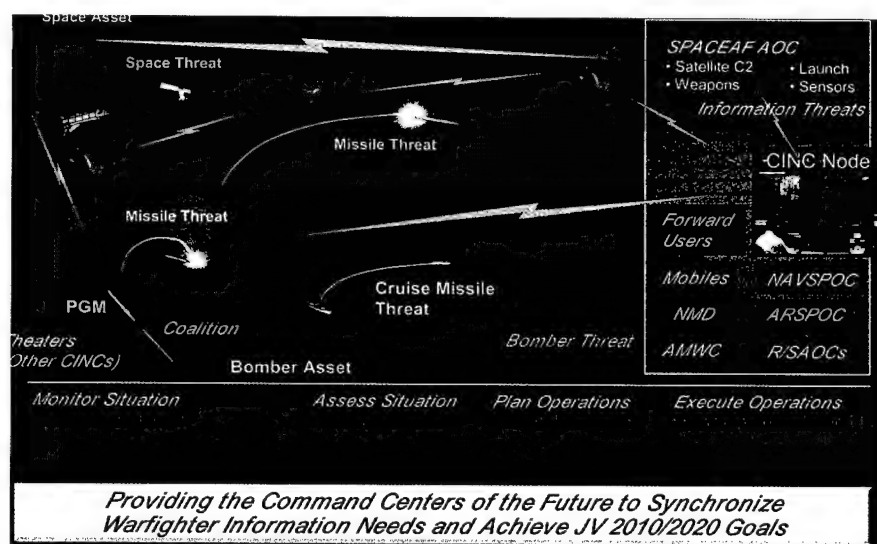 Space Asset
Space Threat
Missile Threat
Missile Threat
PGM
Coalition
Theaters
(Other CINCs)
Cruise Missile
Threat
Bomber Threat
Bomber Asset
SPACEAF AOC
• Satellite C2
• Launch
• Weapons
• Sensors
Information Threats
CINC Node
Forward
Users
Mobiles
NAVSPOC
NMD
ARSPOC
AMWC
R/SAOCs
Monitor Situation
Assess Situation
Plan Operations
Execute Operations
Providing the Command Centers of the Future to Synchronize
Warfighter Information Needs and Achieve JV 2010/2020 Goals